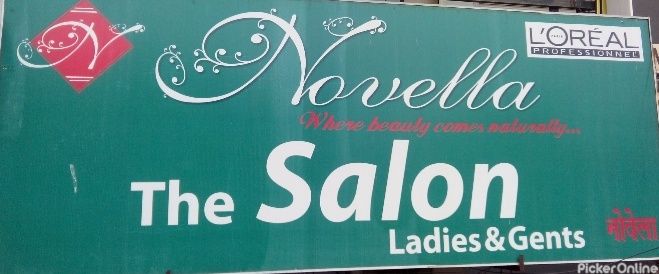 N Novella
L'ORÉAL
PROFESSIONNEL
Where beauty comes naturally...
The Salon
Ladies & Gents
नोवेला
PickerOnline